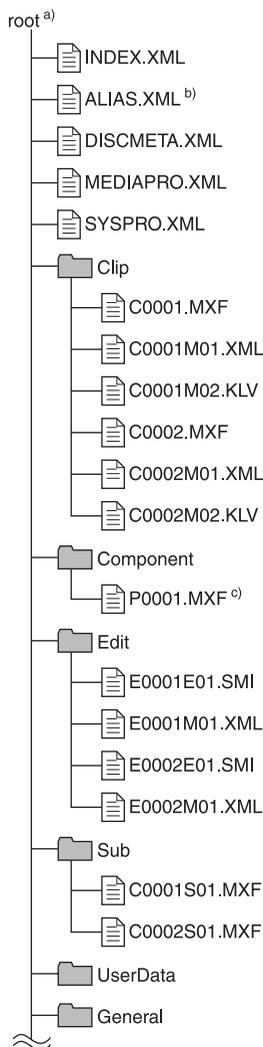 root a)
INDEX.XML
ALIAS.XML b)
DISCMETA.XML
MEDIAPRO.XML
SYSPRO.XML
Clip
C0001.MXF
C0001M01.XML
C0001M02.KLV
C0002.MXF
C0002M01.XML
C0002M02.KLV
Component
P0001.MXF c)
Edit
E0001E01.SMI
E0001M01.XML
E0002E01.SMI
E0002M01.XML
Sub
C0001S01.MXF
C0002S01.MXF
UserData
General